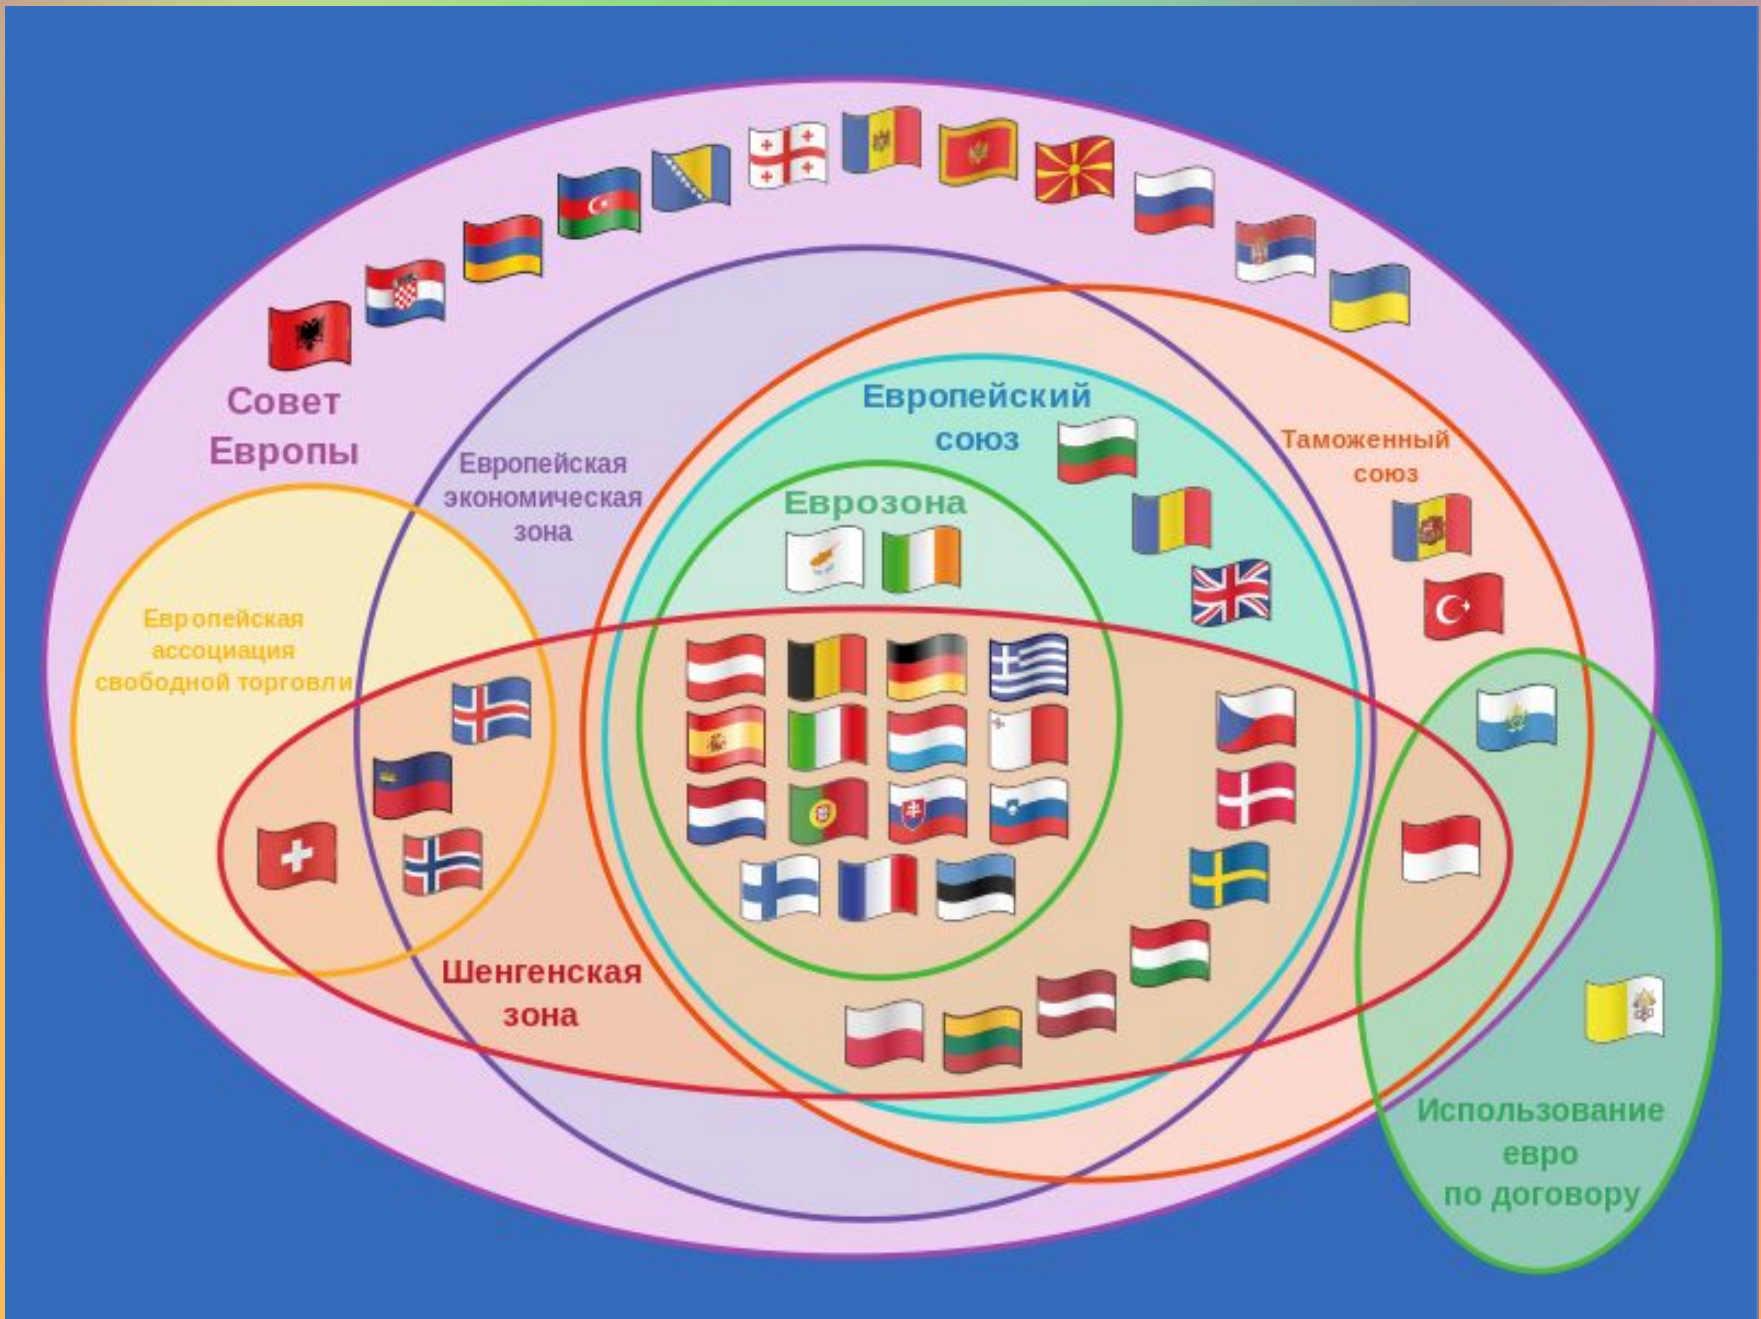 Совет
Европы
Европейский
союз
Европейская
экономическая
зона
Таможенный
союз
Еврозона
Европейская
ассоциация
свободной торговли
Шенгенская
зона
Использование
евро
по договору